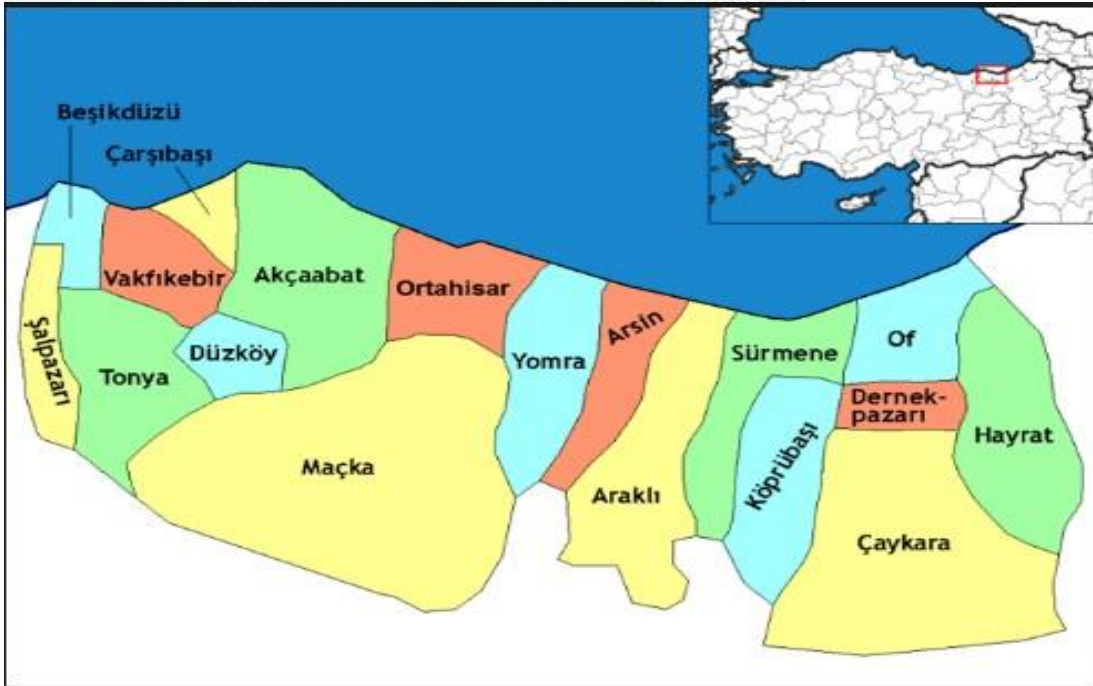 Beşikdüzü
Çarşıbaşı
Vakfıkebir
Akçaabat
Ortahisar
Şalpazarı
Tonya
Düzköy
Yomra
Arsin
Sürmene
Of
Dernek-
pazarı
Hayrat
Maçka
Araklı
Köprübaşı
Çaykara